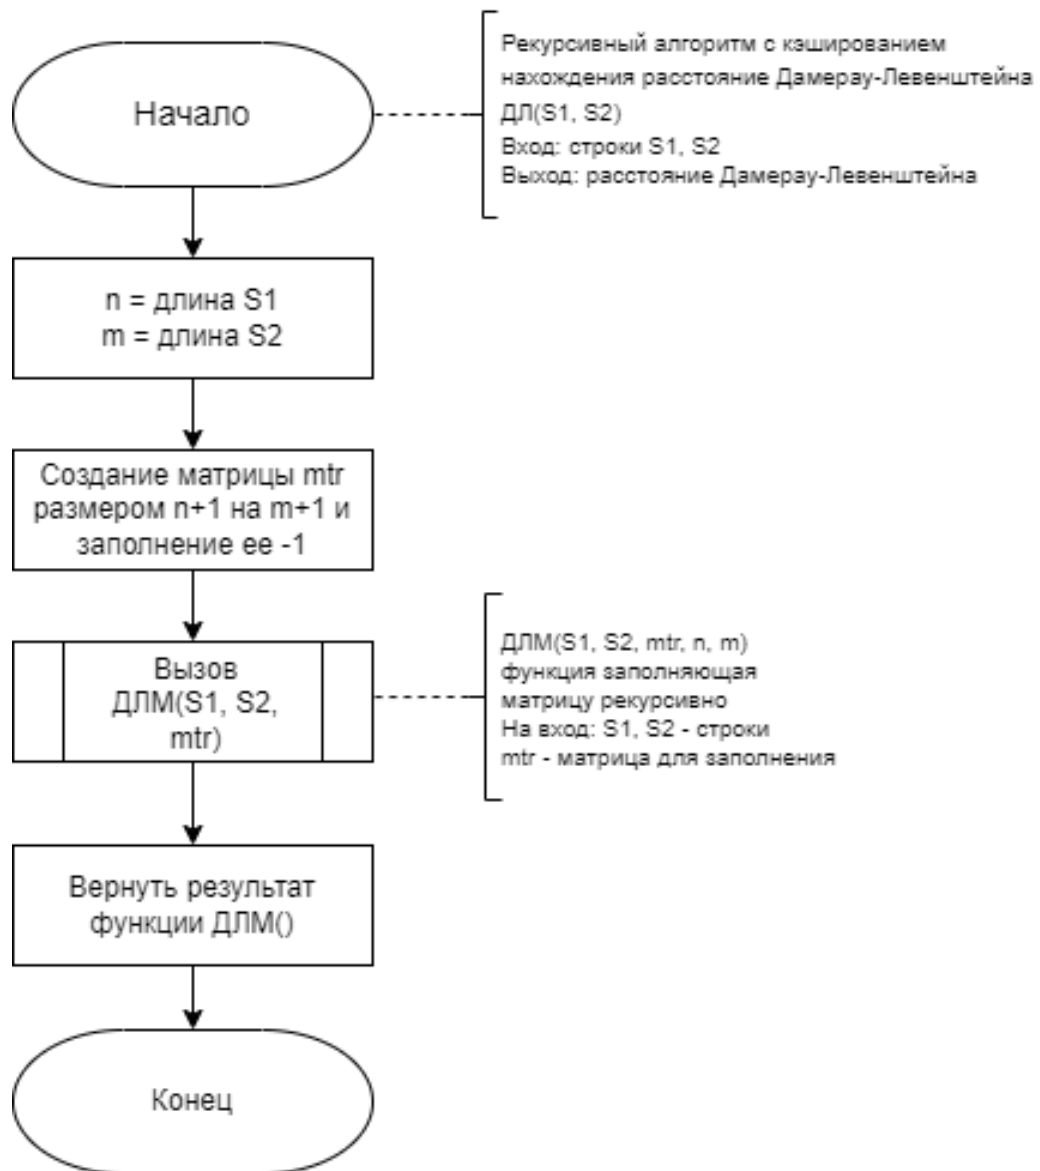 Начало
Рекурсивный алгоритм с кэшированием
нахождения расстояние Дамерау-Левенштейна
ДЛ(S1, S2)
Вход: строки S1, S2
Выход: расстояние Дамерау-Левенштейна
n = длина S1
m = длина S2
Создание матрицы mtr
размером n+1 на m+1 и
заполнение ее -1
Вызов
ДЛМ(S1, S2,
mtr)
ДЛМ(S1, S2, mtr, n, m)
функция заполняющая
матрицу рекурсивно
На вход: S1, S2 - строки
mtr - матрица для заполнения
Вернуть результат
функции ДЛМ()
Конец